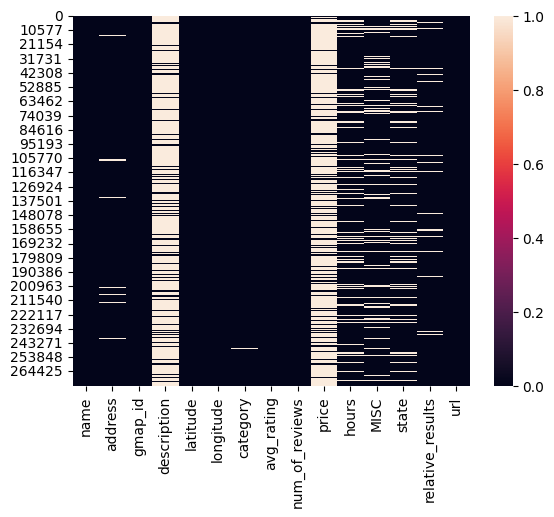 0
10577
21154
31731
42308
52885
63462
74039
84616
95193
105770
116347
126924
137501
148078
158655
169232
179809
190386
200963
211540
222117
232694
243271
253848
264425
name
address
gmap_id
description
latitude
longitude
category
avg_rating
num_of_reviews
price
hours
MISC
state
relative_results
url
1.0
0.8
0.6
0.4
0.2
0.0